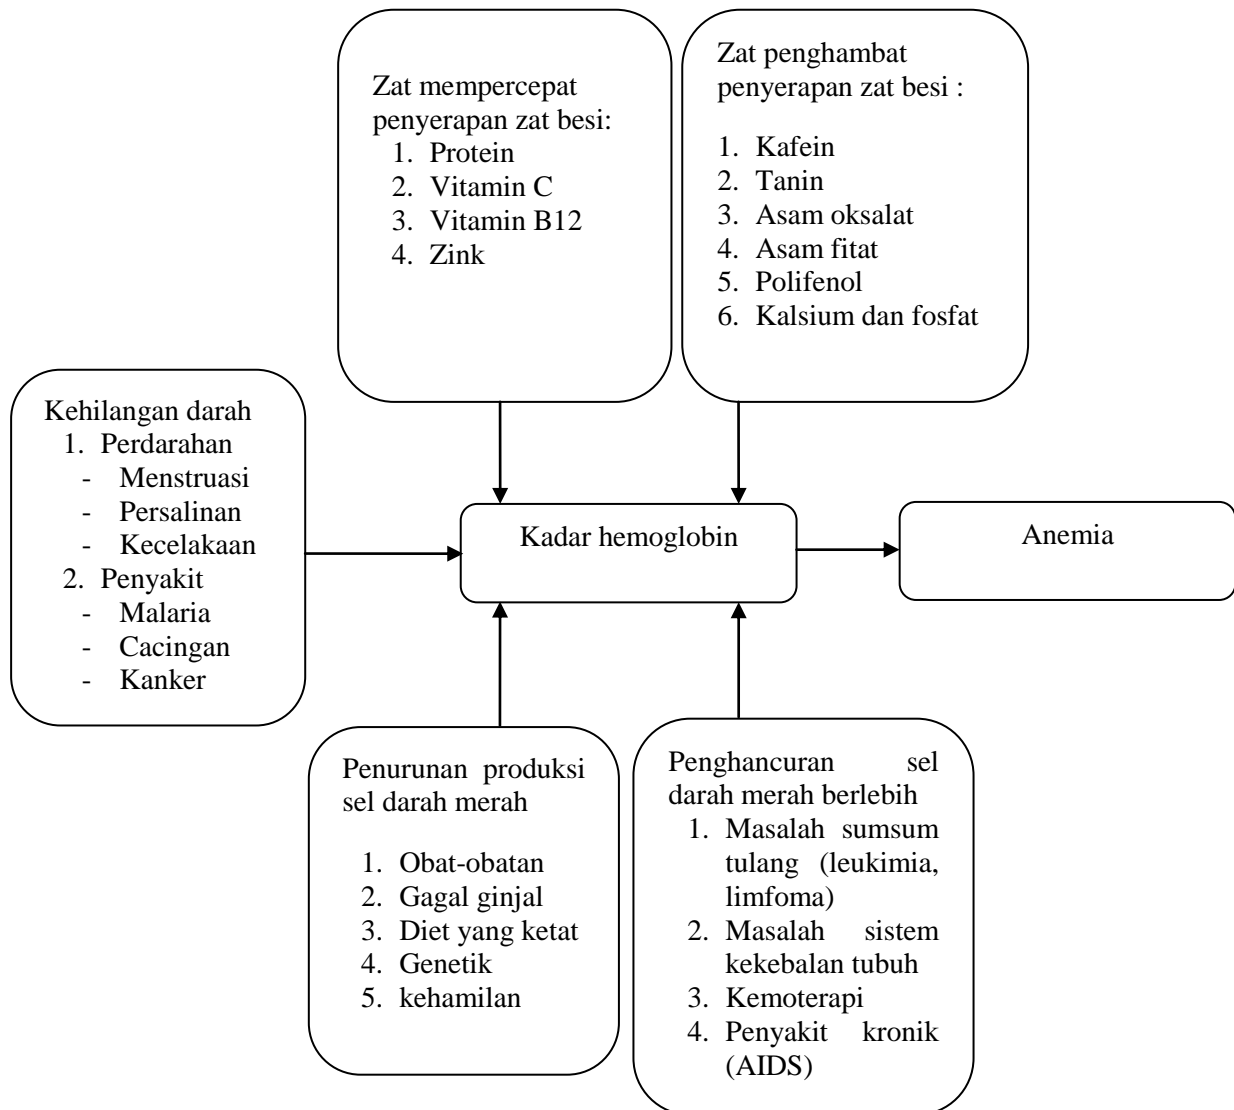 Zat mempercepat
penyerapan zat besi:
1. Protein
2. Vitamin C
3. Vitamin B12
4. Zink
Zat penghambat
penyerapan zat besi :
1. Kafein
2. Tanin
3. Asam oksalat
4. Asam fitat
5. Polifenol
6. Kalsium dan fosfat
Kehilangan darah
1. Perdarahan
- Menstruasi
- Persalinan
- Kecelakaan
2. Penyakit
- Malaria
- Cacingan
- Kanker
Kadar hemoglobin
Anemia
Penurunan produksi
sel darah merah
1. Obat-obatan
2. Gagal ginjal
3. Diet yang ketat
4. Genetik
5. kehamilan
Penghancuran sel
darah merah berlebih
1. Masalah sumsum
tulang (leukimia,
limfoma)
2. Masalah sistem
kekebalan tubuh
3. Kemoterapi
4. Penyakit kronik
(AIDS)